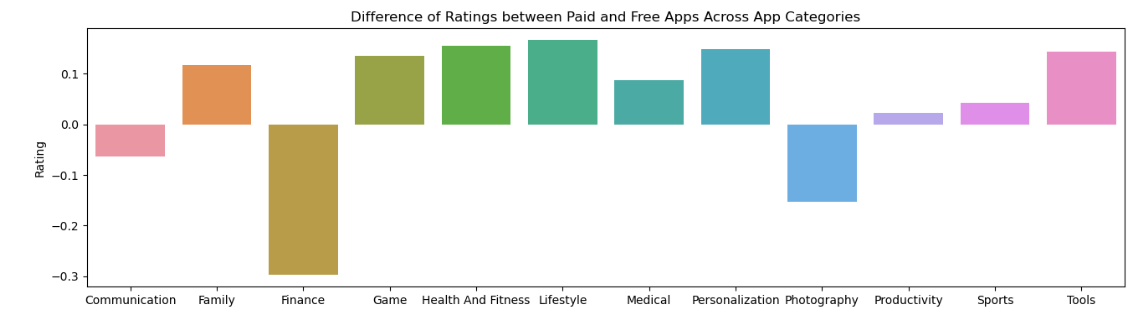 Difference of Ratings between Paid and Free Apps Across App Categories
Rating
0.1
0.0
−0.1
−0.2
−0.3
Communication Family Finance Game Health And Fitness Lifestyle Medical Personalization Photography Productivity Sports Tools